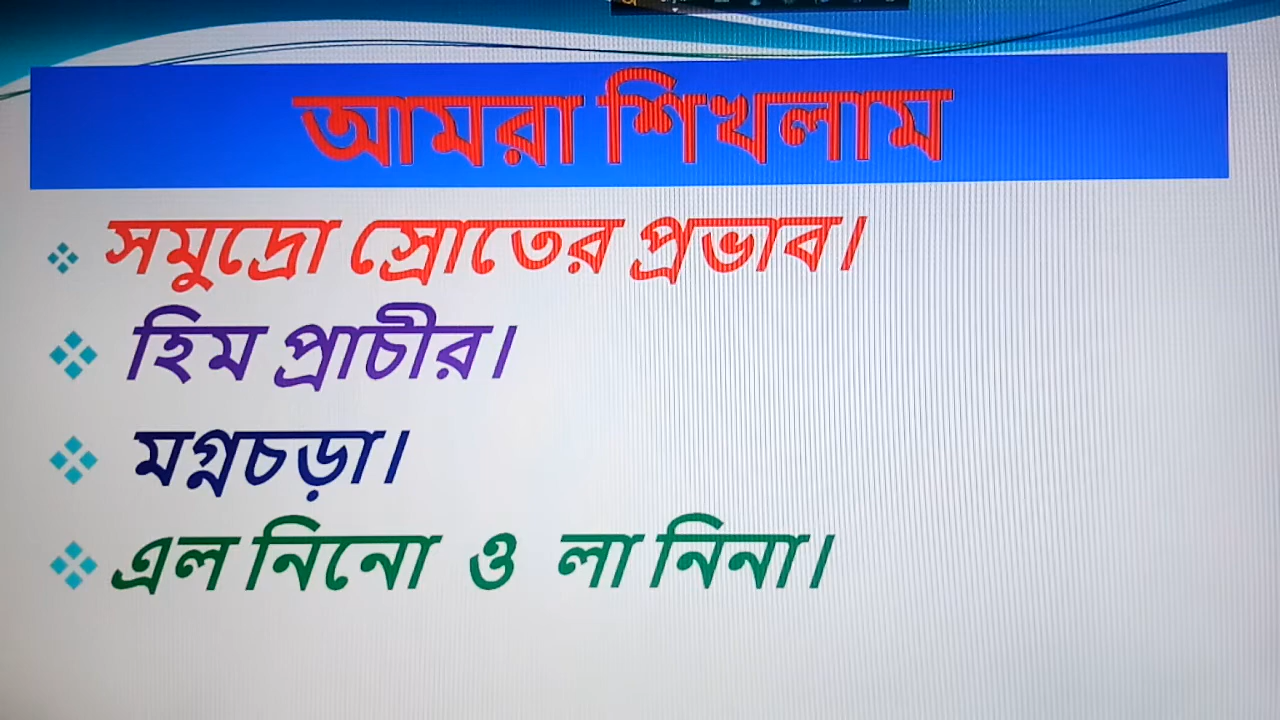 আমরা শিখলাম
সমুদ্রো স্রোতের প্রভাব।
হিম প্রাচীর।
মগ্নচড়া।
এল নিনো ও লা নিনা।